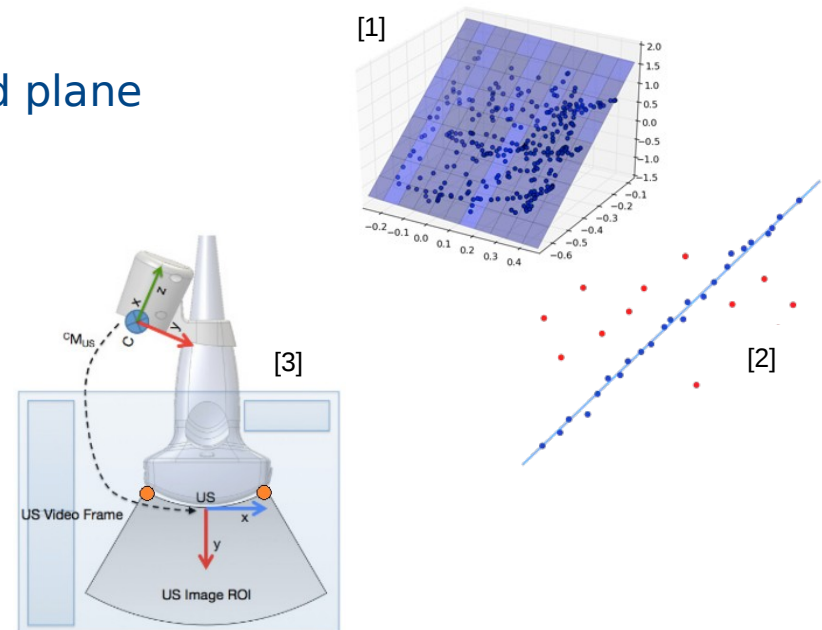 d plane
[1]
2.0
1.5
1.0
0.5
0.0
−0.5
−1.0
−1.5
−0.1
−0.2
−0.3
−0.4
−0.5
−0.6
−0.2
−0.1
0.0
0.1
0.2
0.3
0.4
[2]
x
z
y
C
CMUS
[3]
US
US Video Frame
x
y
US Image ROI